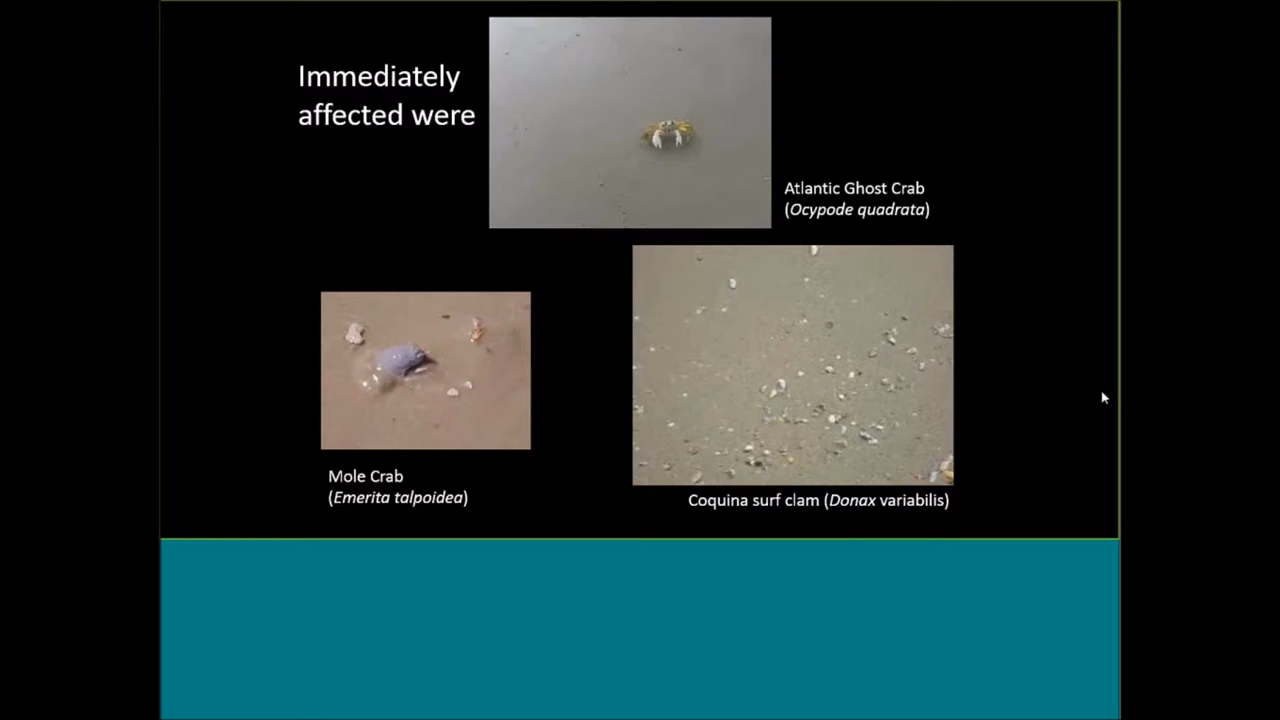 Immediately
affected were
Atlantic Ghost Crab
(Ocypode quadrata)
Mole Crab
(Emerita talpoidea)
Coquina surf clam (Donax variabilis)